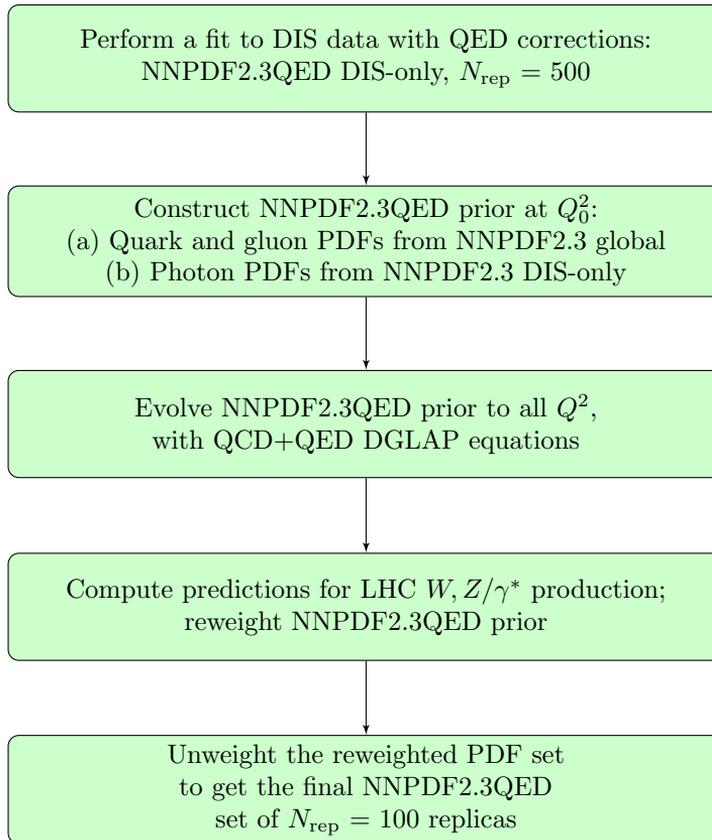 Perform a fit to DIS data with QED corrections:
NNPDF2.3QED DIS-only, N_rep = 500
Construct NNPDF2.3QED prior at Q_0^2:
(a) Quark and gluon PDFs from NNPDF2.3 global
(b) Photon PDFs from NNPDF2.3 DIS-only
Evolve NNPDF2.3QED prior to all Q^2,
with QCD+QED DGLAP equations
Compute predictions for LHC W, Z/γ* production;
reweight NNPDF2.3QED prior
Unweight the reweighted PDF set
to get the final NNPDF2.3QED
set of N_rep = 100 replicas